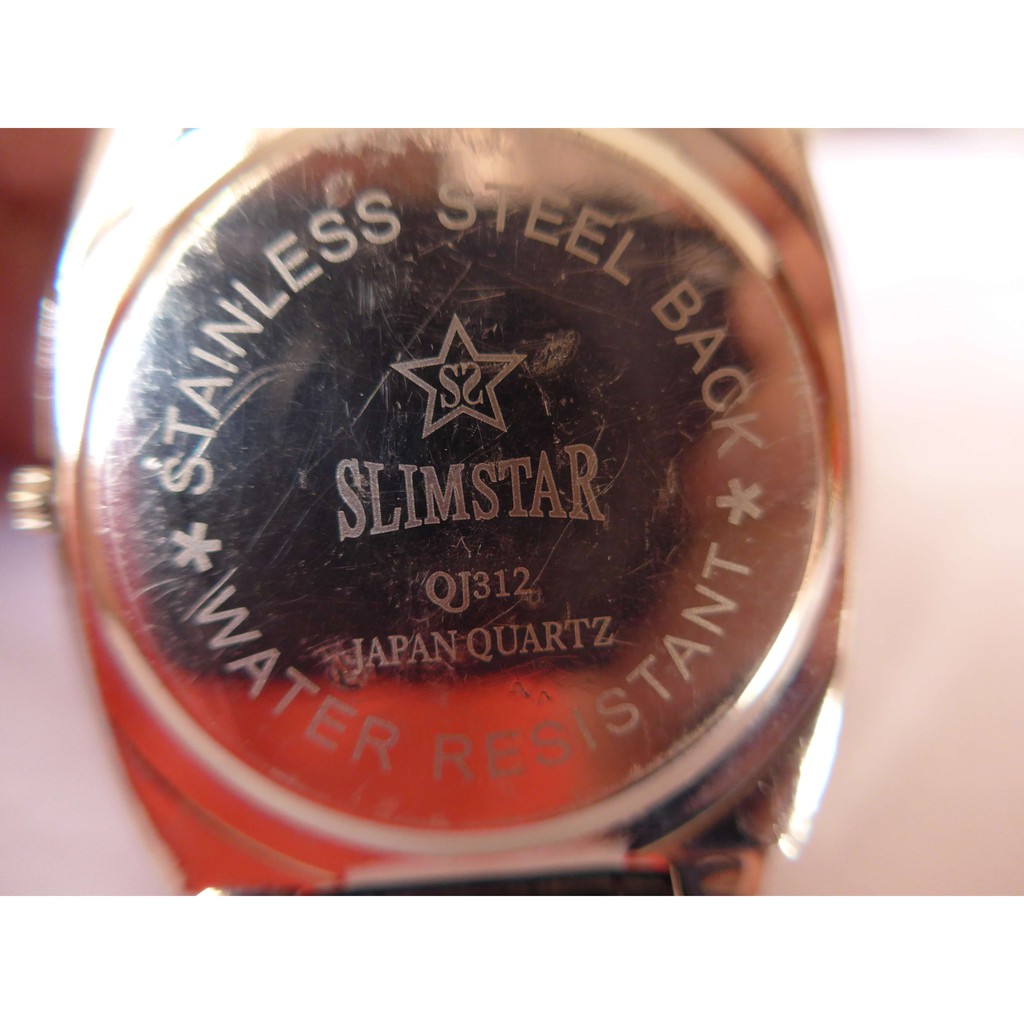 STAINLESS STEEL BACK
SS
SLIMSTAR
QJ312
JAPAN QUARTZ
* WATER RESISTANT *